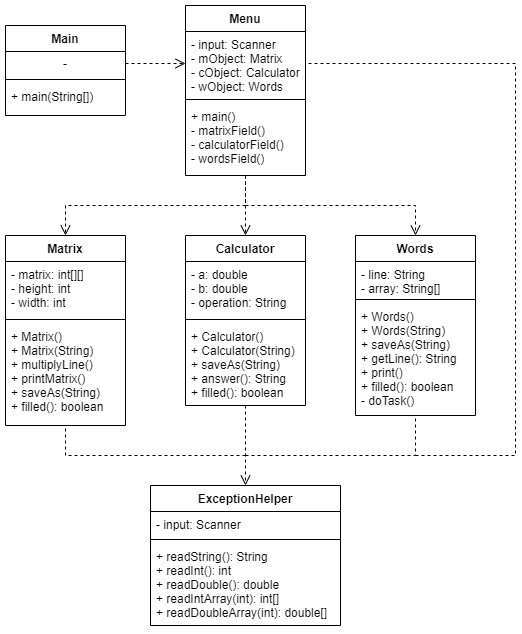 Main
-
+ main(String[])
Menu
- input: Scanner
- mObject: Matrix
- cObject: Calculator
- wObject: Words
+ main()
- matrixField()
- calculatorField()
- wordsField()
Matrix
- matrix: int[][]
- height: int
- width: int
+ Matrix()
+ Matrix(String)
+ multiplyLine()
+ printMatrix()
+ saveAs(String)
+ filled(): boolean
Calculator
- a: double
- b: double
- operation: String
+ Calculator()
+ Calculator(String)
+ saveAs(String)
+ answer(): String
+ filled(): boolean
Words
- line: String
- array: String[]
+ Words()
+ Words(String)
+ saveAs(String)
+ getLine(): String
+ print()
+ filled(): boolean
- doTask()
ExceptionHelper
- input: Scanner
+ readString(): String
+ readInt(): int
+ readDouble(): double
+ readIntArray(int): int[]
+ readDoubleArray(int): double[]